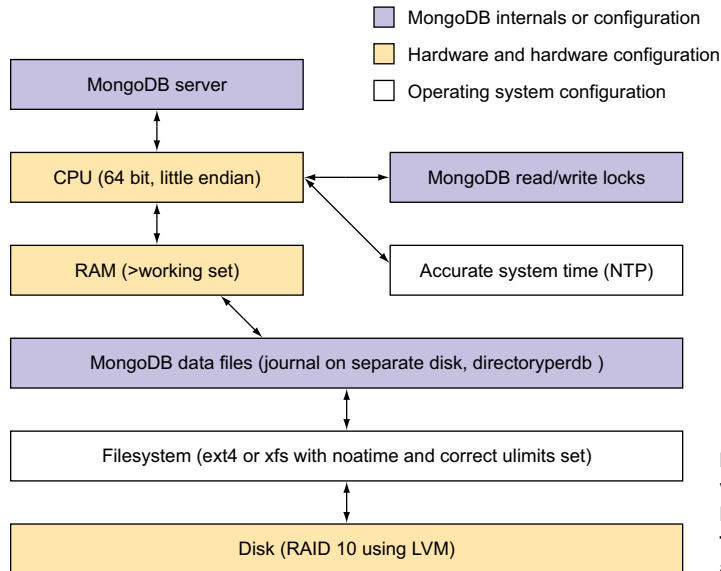 MongoDB internals or configuration
Hardware and hardware configuration
Operating system configuration
MongoDB server
CPU (64 bit, little endian)
MongoDB read/write locks
RAM (>working set)
Accurate system time (NTP)
MongoDB data files (journal on separate disk, directoryperdb )
Filesystem (ext4 or xfs with noatime and correct ulimits set)
Disk (RAID 10 using LVM)